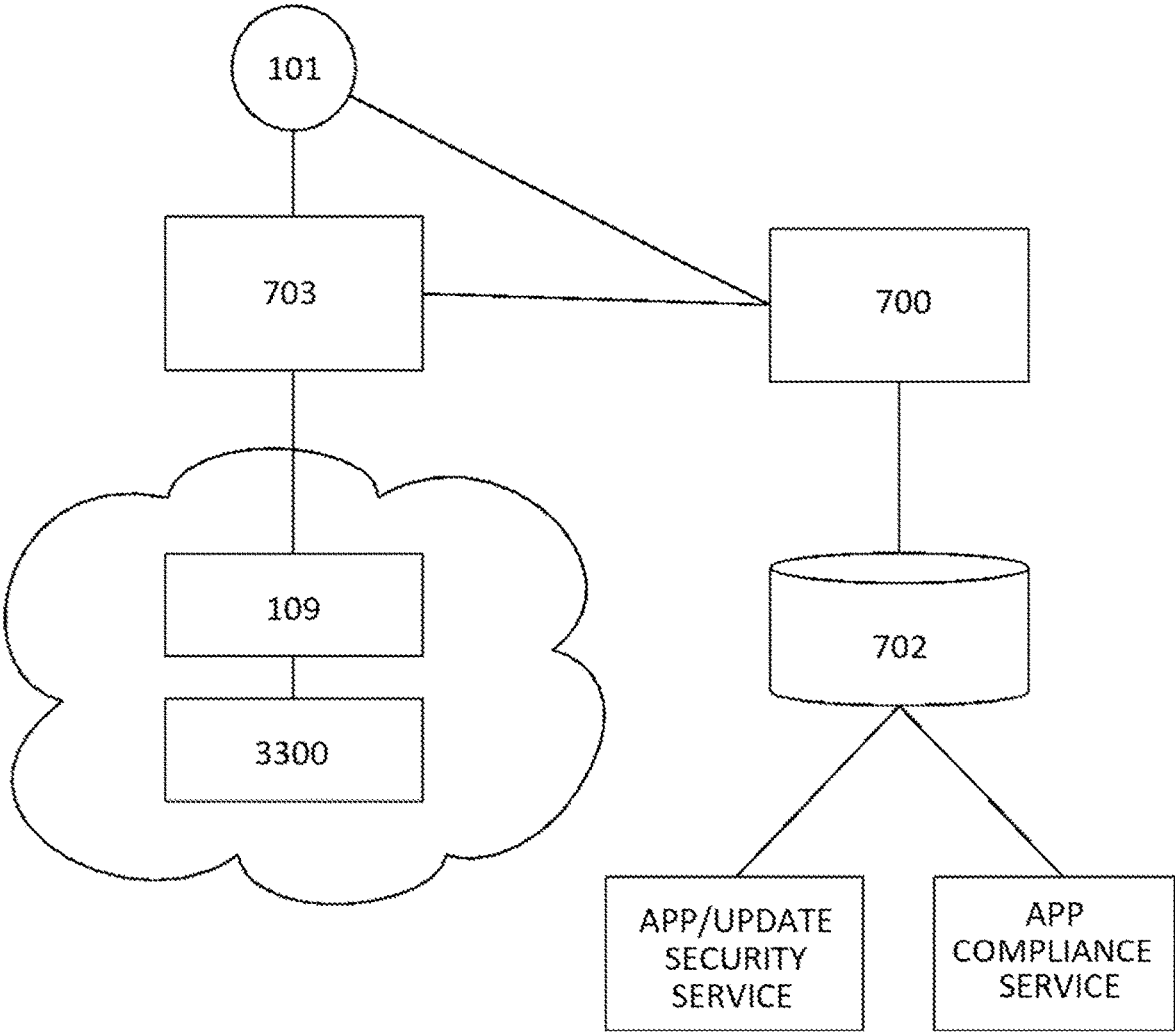 101
703
700
109
702
3300
APP/UPDATE
SECURITY
SERVICE
APP
COMPLIANCE
SERVICE